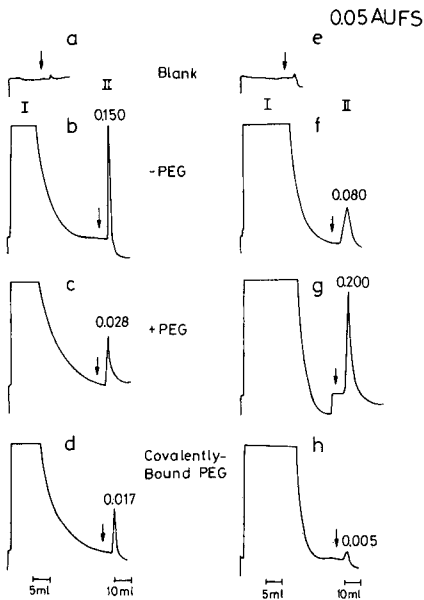 0.05 AUFS
a
e
Blank
I
II
I
II
b
0.150
f
-PEG
0.080
c
g
0.200
0.028
+PEG
d
h
Covalently-
Bound PEG
0.017
0.005
5ml
10ml
5ml
10ml